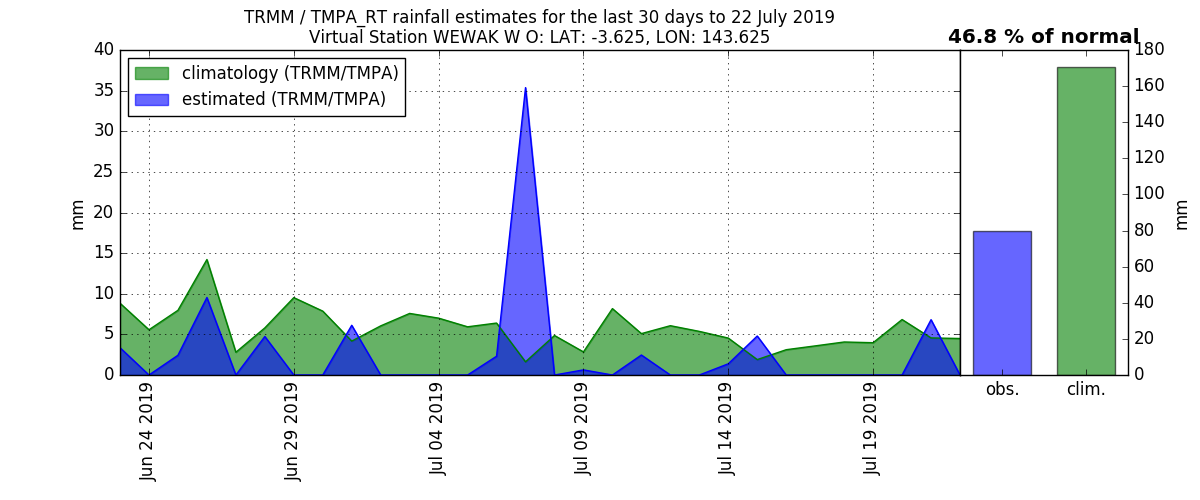 TRMM / TMPA_RT rainfall estimates for the last 30 days to 22 July 2019
Virtual Station WEWAK W O: LAT: -3.625, LON: 143.625
46.8 % of normal
climatology (TRMM/TMPA)
estimated (TRMM/TMPA)
mm
40
35
30
25
20
15
10
5
0
Jun 24 2019
Jun 29 2019
Jul 04 2019
Jul 09 2019
Jul 14 2019
Jul 19 2019
obs.
clim.
180
160
140
120
100
80
60
40
20
0
mm